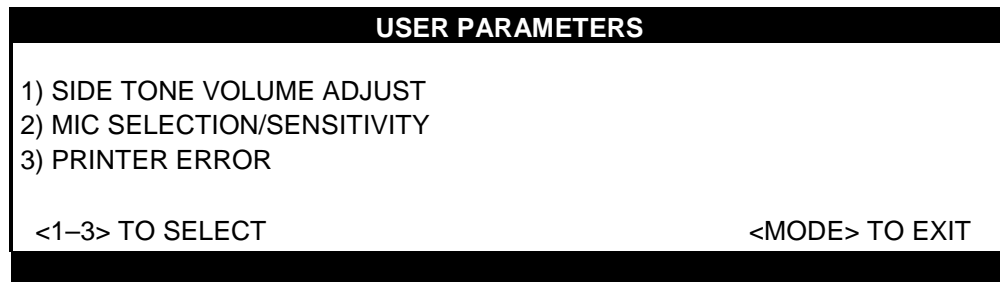 USER PARAMETERS
1) SIDE TONE VOLUME ADJUST
2) MIC SELECTION/SENSITIVITY
3) PRINTER ERROR
<1–3> TO SELECT <MODE> TO EXIT